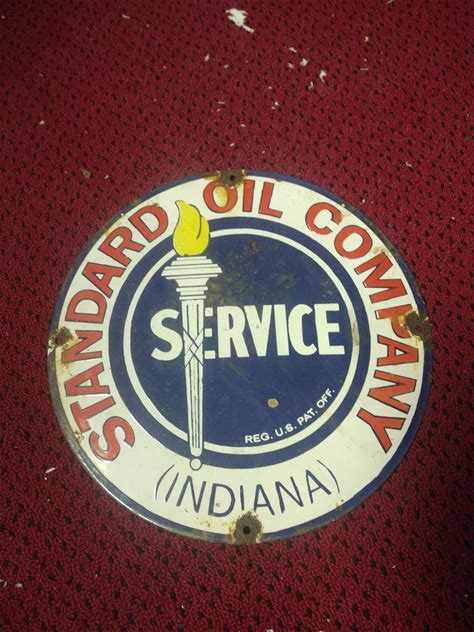 STANDARD OIL COMPANY
SERVICE
REG. U.S. PAT. OFF.
(INDIANA)